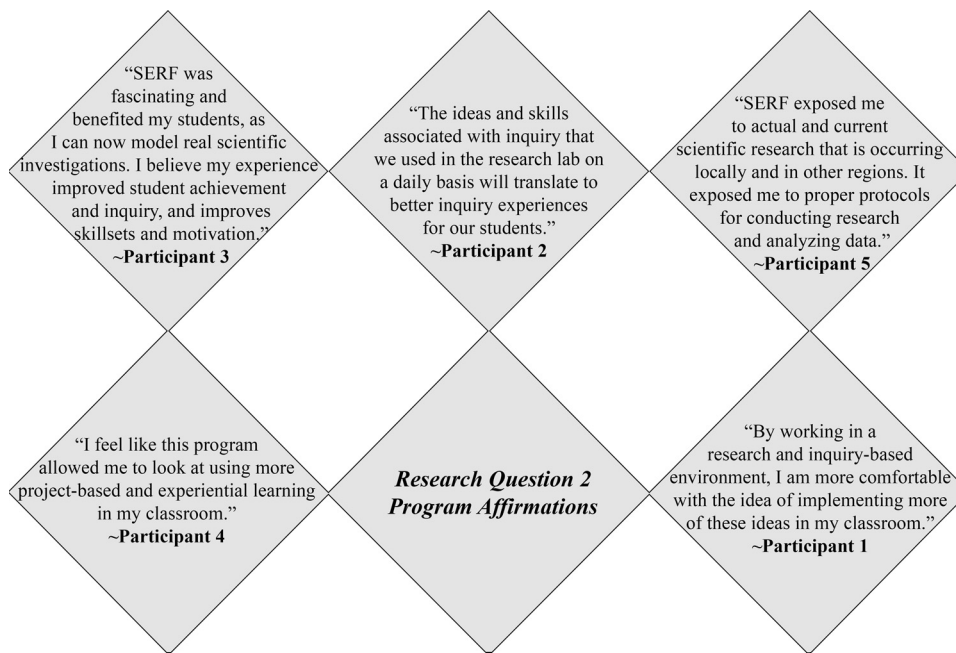 “SERF was
fascinating and
benefited my students, as
I can now model real scientific
investigations. I believe my experience
improved student achievement
and inquiry, and improves
skillsets and motivation.”
~Participant 3
“The ideas and skills
associated with inquiry that
we used in the research lab on
a daily basis will translate to
better inquiry experiences
for our students.”
~Participant 2
“SERF exposed me
to actual and current
scientific research that is occurring
locally and in other regions. It
exposed me to proper protocols
for conducting research
and analyzing data.”
~Participant 5
“I feel like this program
allowed me to look at using more
project-based and experiential learning
in my classroom.”
~Participant 4
Research Question 2
Program Affirmations
“By working in a
research and inquiry-based
environment, I am more comfortable
with the idea of implementing more
of these ideas in my classroom.”
~Participant 1